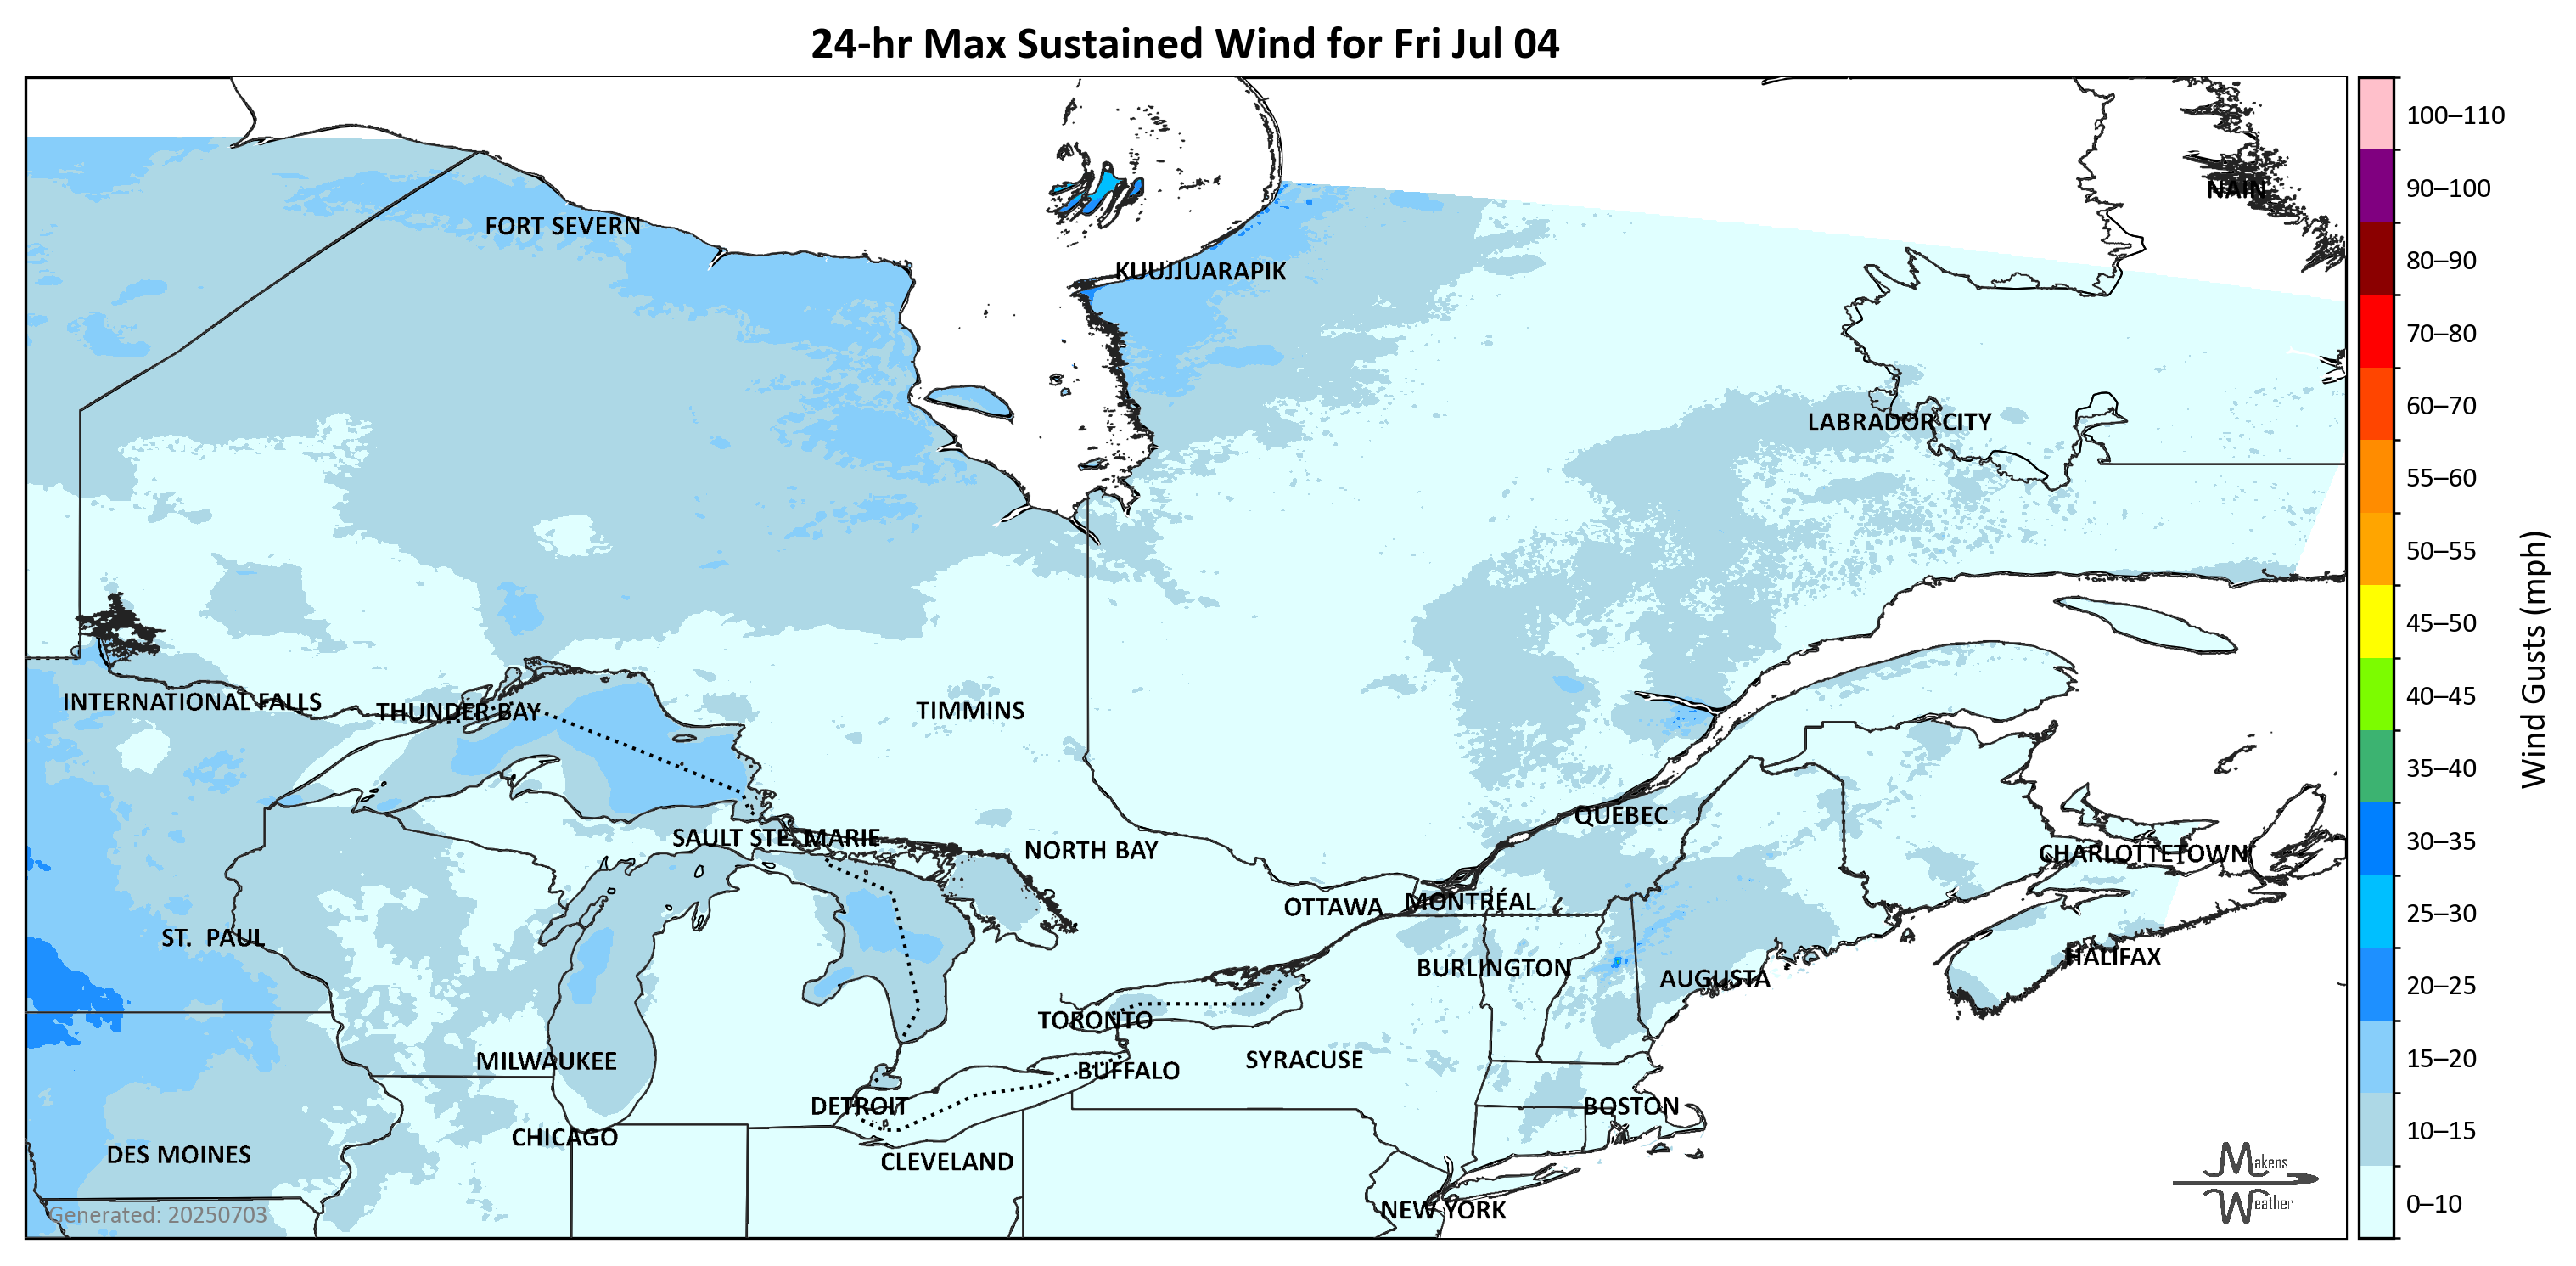 24-hr Max Sustained Wind for Fri Jul 04
100–110
90–100
NAIN
FORT SEVERN
80–90
KUUJJUARAPIK
70–80
60–70
LABRADOR CITY
55–60
50–55
45–50
40–45
INTERNATIONAL FALLS
THUNDER BAY
TIMMINS
35–40
Wind Gusts (mph)
QUEBEC
30–35
SAULT STE. MARIE
NORTH BAY
CHARLOTTETOWN
OTTAWA
MONTRÉAL
25–30
ST. PAUL
HALIFAX
BURLINGTON
AUGUSTA
20–25
TORONTO
MILWAUKEE
SYRACUSE
BUFFALO
15–20
DETROIT
BOSTON
CHICAGO
10–15
DES MOINES
CLEVELAND
Makens
Weather
0–10
NEW YORK
Generated: 20250703